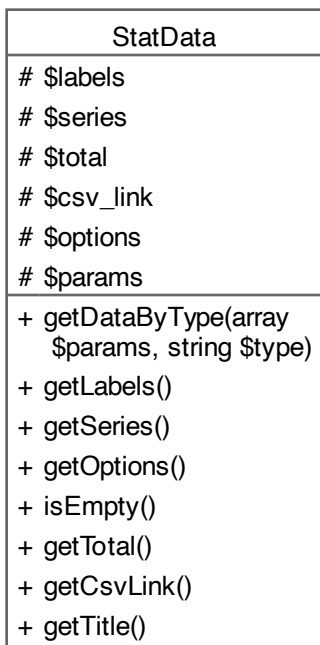 StatData
# $labels
# $series
# $total
# $csv_link
# $options
# $params
+ getDataByType(array
$params, string $type)
+ getLabels()
+ getSeries()
+ getOptions()
+ isEmpty()
+ getTotal()
+ getCsvLink()
+ getTitle()